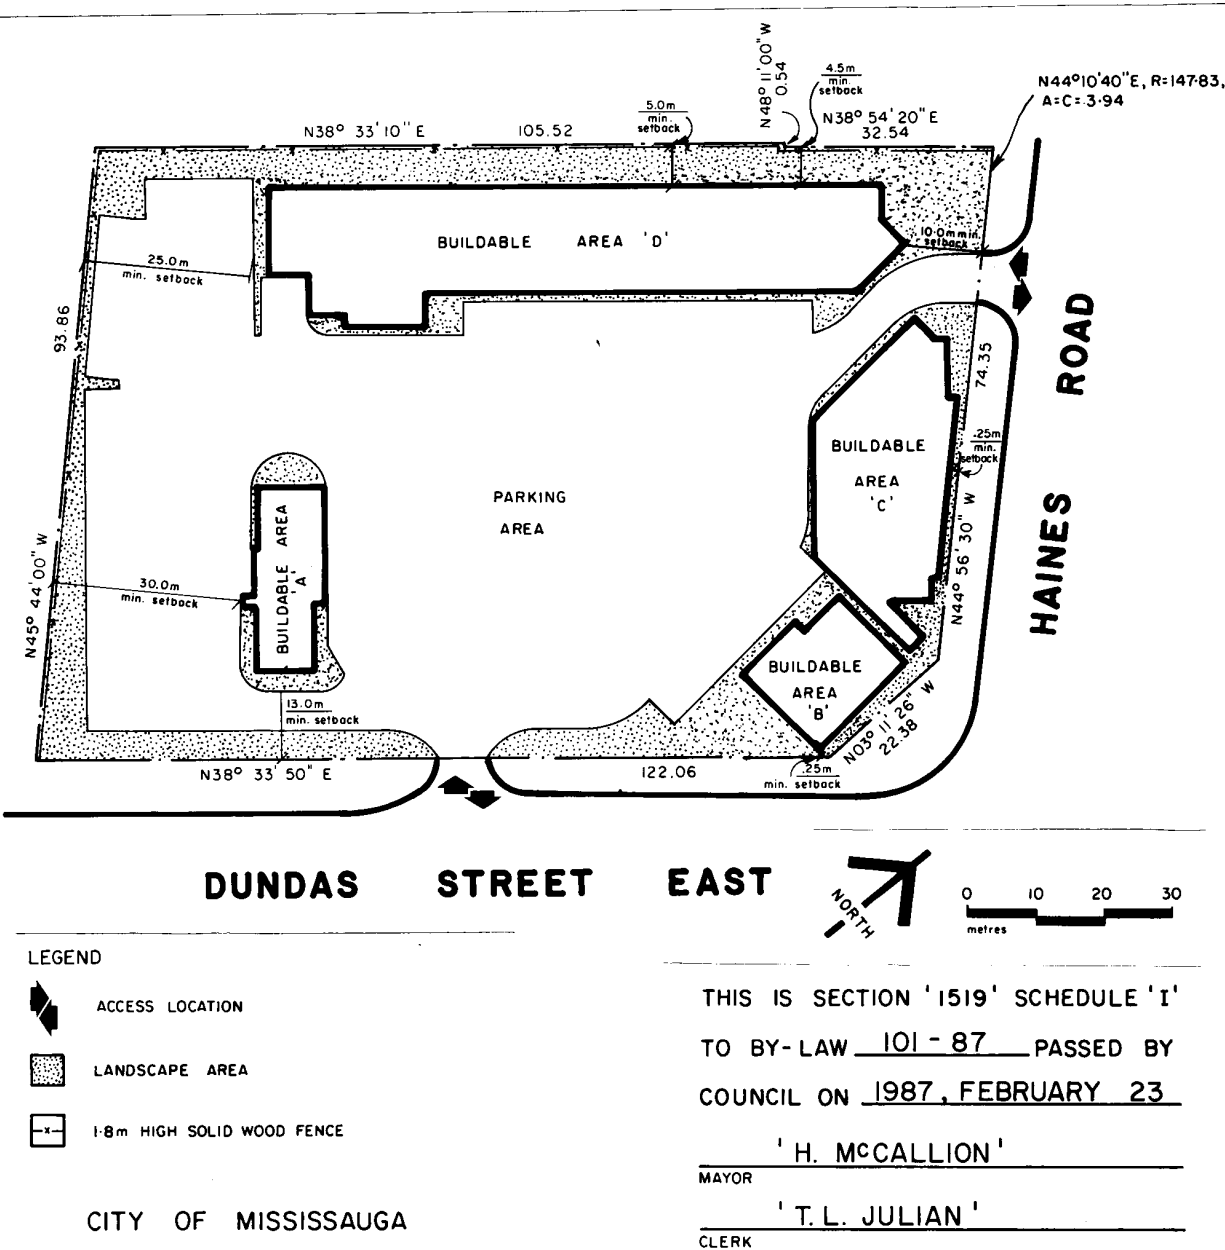 N48° 11' 00" W
0.54
4.5m
min.
setback
N44°10'40"E, R=147.83,
A=C=3.94
5.0m
min.
setback
N38° 54' 20" E
32.54
N38° 33' 10" E
105.52
BUILDABLE AREA 'D'
10.0m min.
setback
25.0m
min. setback
93.86
74.35
HAINES ROAD
.25m
min.
setback
BUILDABLE
AREA
'C'
PARKING
AREA
BUILDABLE AREA
'A'
N45° 44' 00" W
30.0m
min. setback
N44° 56' 30" W
BUILDABLE
AREA
'B'
13.0m
min. setback
N03° 11' 26" W
22.38
N38° 33' 50" E
122.06
.25m
min. setback
DUNDAS STREET EAST
NORTH
0 10 20 30
metres
LEGEND
ACCESS LOCATION
LANDSCAPE AREA
-x- 1·8m HIGH SOLID WOOD FENCE
CITY OF MISSISSAUGA
THIS IS SECTION '1519' SCHEDULE 'I'
TO BY-LAW 101-87 PASSED BY
COUNCIL ON 1987, FEBRUARY 23
'H. McCALLION'
MAYOR
'T. L. JULIAN'
CLERK